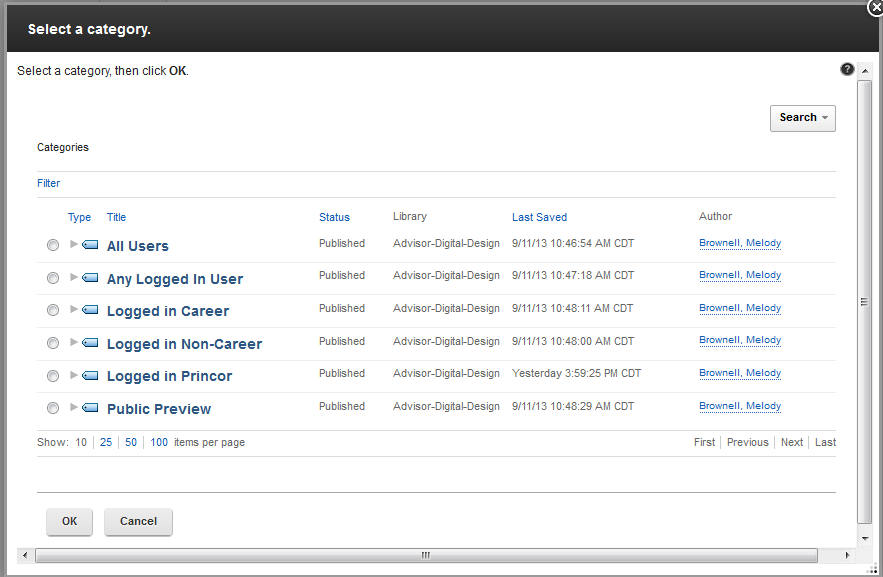 Select a category.
Select a category, then click OK.
Search
Categories
Filter
Type Title Status Library Last Saved Author
All Users Published Advisor-Digital-Design 9/11/13 10:46:54 AM CDT Brownell, Melody
Any Logged In User Published Advisor-Digital-Design 9/11/13 10:47:18 AM CDT Brownell, Melody
Logged in Career Published Advisor-Digital-Design 9/11/13 10:48:11 AM CDT Brownell, Melody
Logged in Non-Career Published Advisor-Digital-Design 9/11/13 10:48:00 AM CDT Brownell, Melody
Logged in Princor Published Advisor-Digital-Design Yesterday 3:59:25 PM CDT Brownell, Melody
Public Preview Published Advisor-Digital-Design 9/11/13 10:48:29 AM CDT Brownell, Melody
Show: 10 | 25 | 50 | 100 items per page First | Previous | Next | Last
OK Cancel